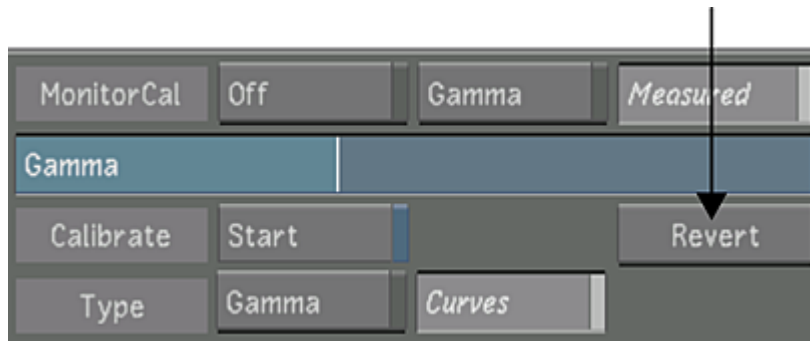 MonitorCal Off Gamma Measured
Gamma
Calibrate Start Revert
Type Gamma Curves